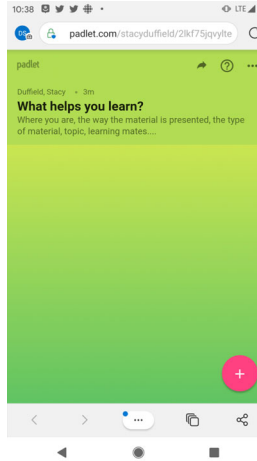 10:38
LTE
DS
padlet.com/stacyduffield/2lkf75jqvylte
padlet
Duffield, Stacy • 3m
What helps you learn?
Where you are, the way the material is presented, the type
of material, topic, learning mates....